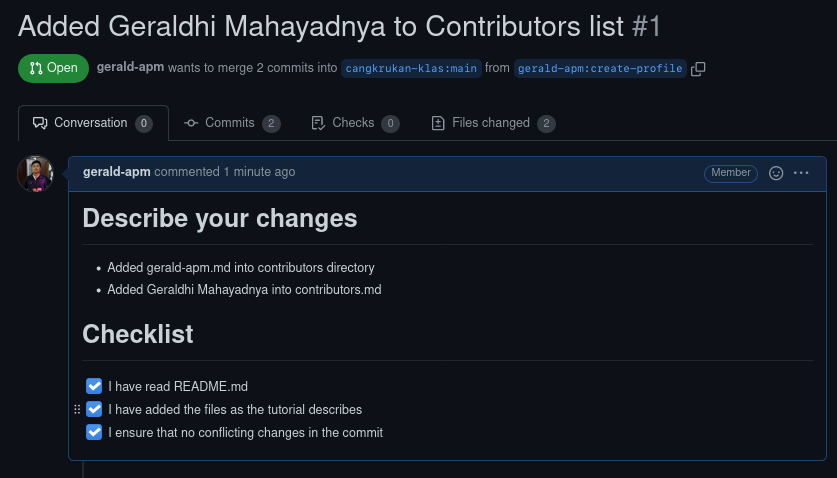 Added Geraldhi Mahayadnya to Contributors list #1
Open gerald-apm wants to merge 2 commits into cangkrukan-klas:main from gerald-apm:create-profile
Conversation 0 Commits 2 Checks 0 Files changed 2
gerald-apm commented 1 minute ago Member
Describe your changes
• Added gerald-apm.md into contributors directory
• Added Geraldhi Mahayadnya into contributors.md
Checklist
I have read README.md
I have added the files as the tutorial describes
I ensure that no conflicting changes in the commit